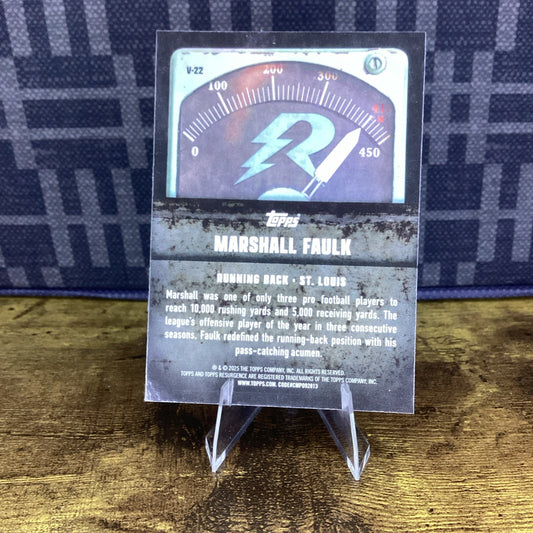 V-22
0
100
200
300
450
R
Topps
MARSHALL FAULK
RUNNING BACK • ST. LOUIS
Marshall was one of only three pro football players to
reach 10,000 rushing yards and 5,000 receiving yards. The
league's offensive player of the year in three consecutive
seasons, Faulk redefined the running-back position with his
pass-catching acumen.
® & © 2025 THE TOPPS COMPANY, INC. ALL RIGHTS RESERVED.
TOPPS AND TOPPS RESURGENCE ARE REGISTERED TRADEMARKS OF THE TOPPS COMPANY, INC.
WWW.TOPPS.COM. CODE#CMP092813